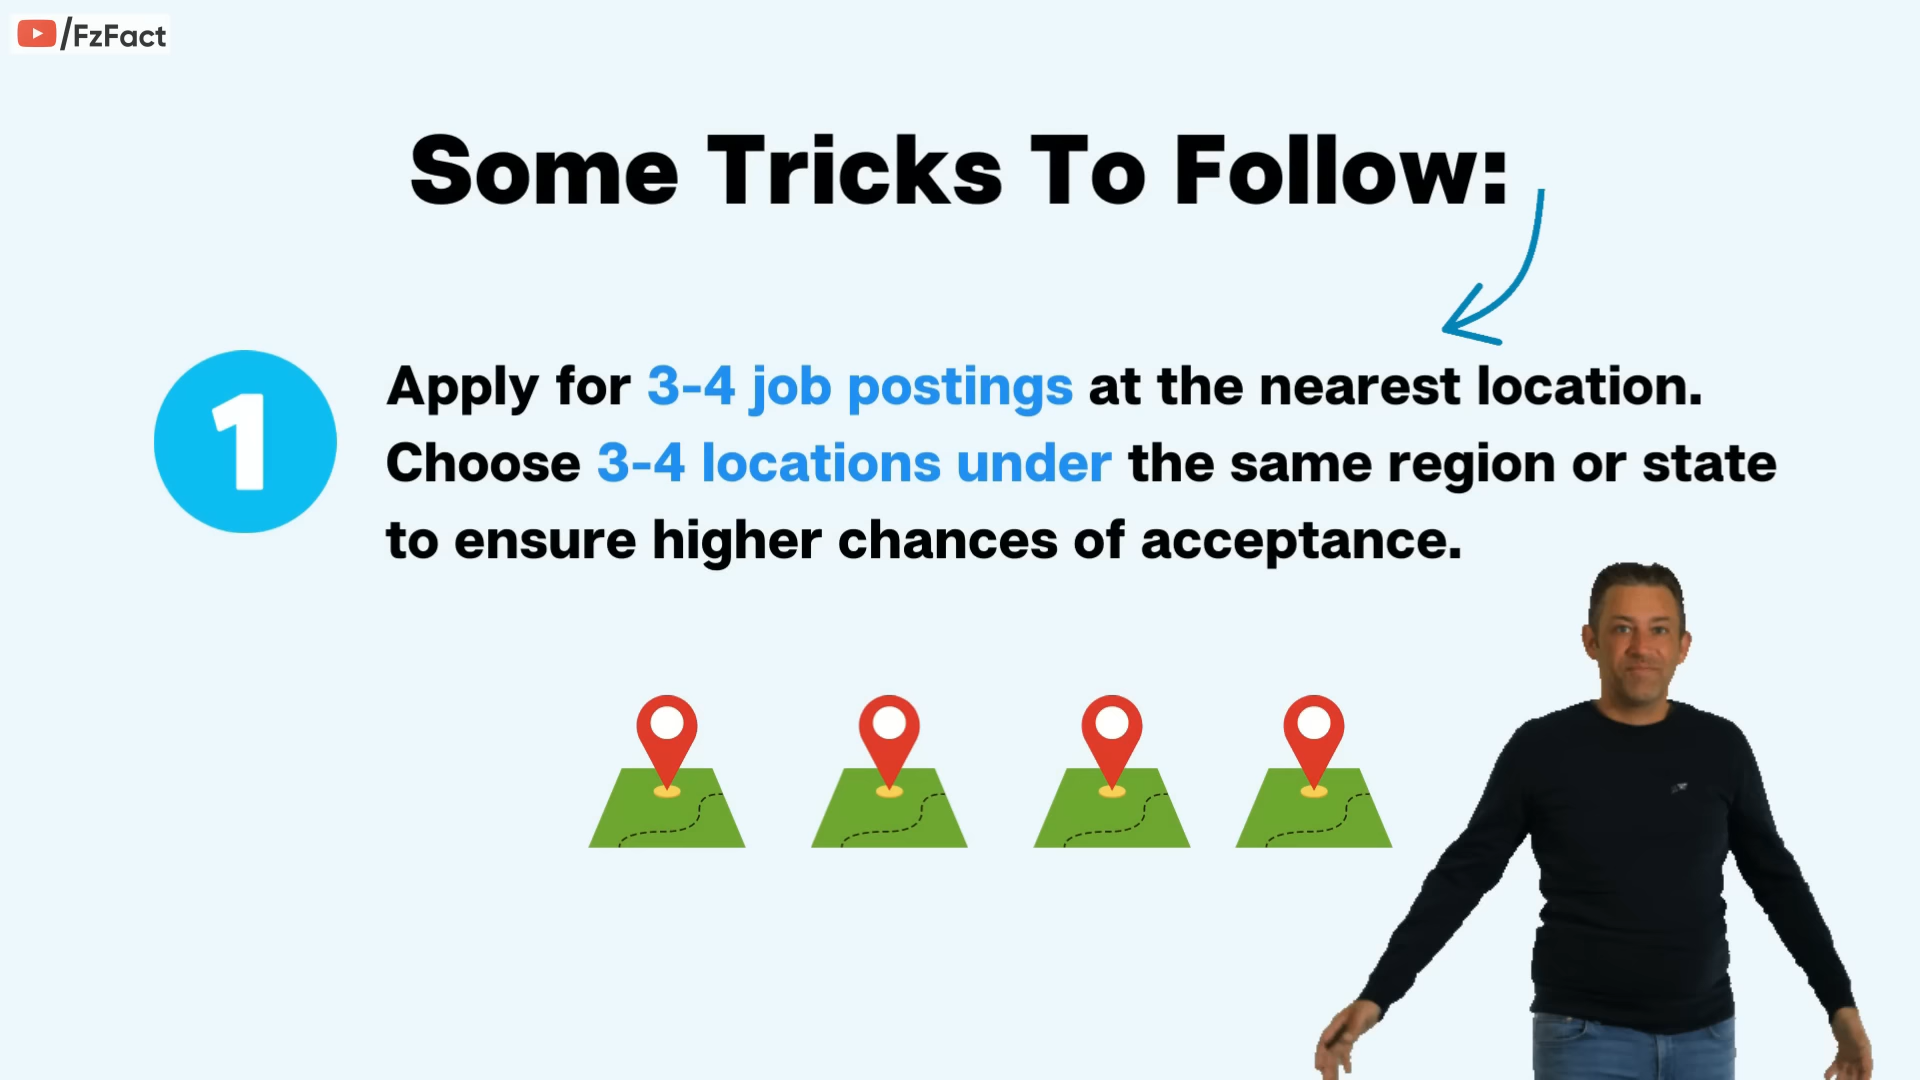 /FzFact
Some Tricks To Follow:
1
Apply for 3-4 job postings at the nearest location.
Choose 3-4 locations under the same region or state
to ensure higher chances of acceptance.